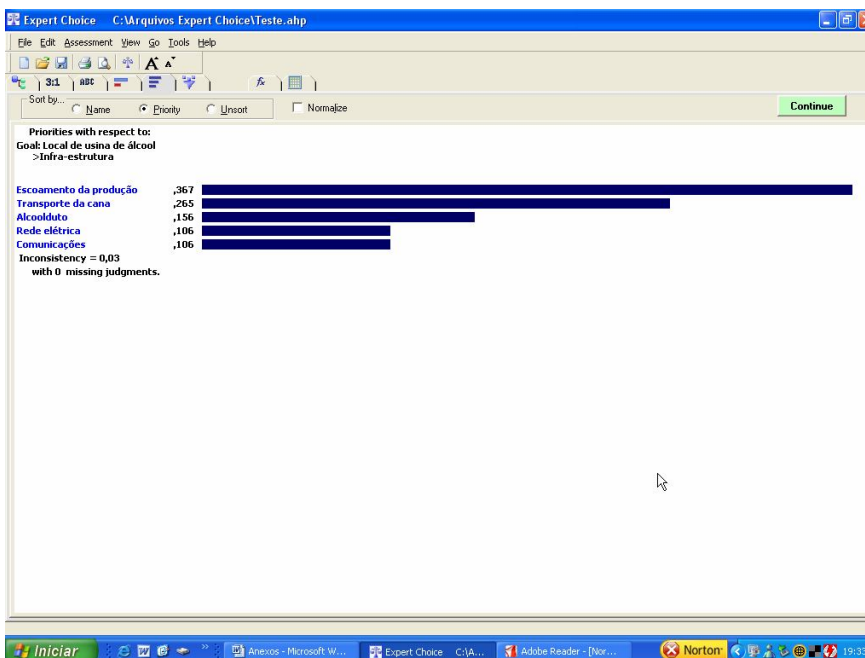 Expert Choice C:\Arquivos Expert Choice\Teste.ahp
File Edit Assessment View Go Tools Help
A A
3:1 ABC fx
Sort by... Name Priority Unsort Normalize Continue
Priorities with respect to:
Goal: Local de usina de álcool
>Infra-estrutura
Escoamento da produção ,367
Transporte da cana ,265
Alcoolduto ,156
Rede elétrica ,106
Comunicações ,106
Inconsistency = 0,03
with 0 missing judgments.
Iniciar W » Anexos - Microsoft W... Expert Choice C:\A... Adobe Reader - [Nor... Norton 19:33